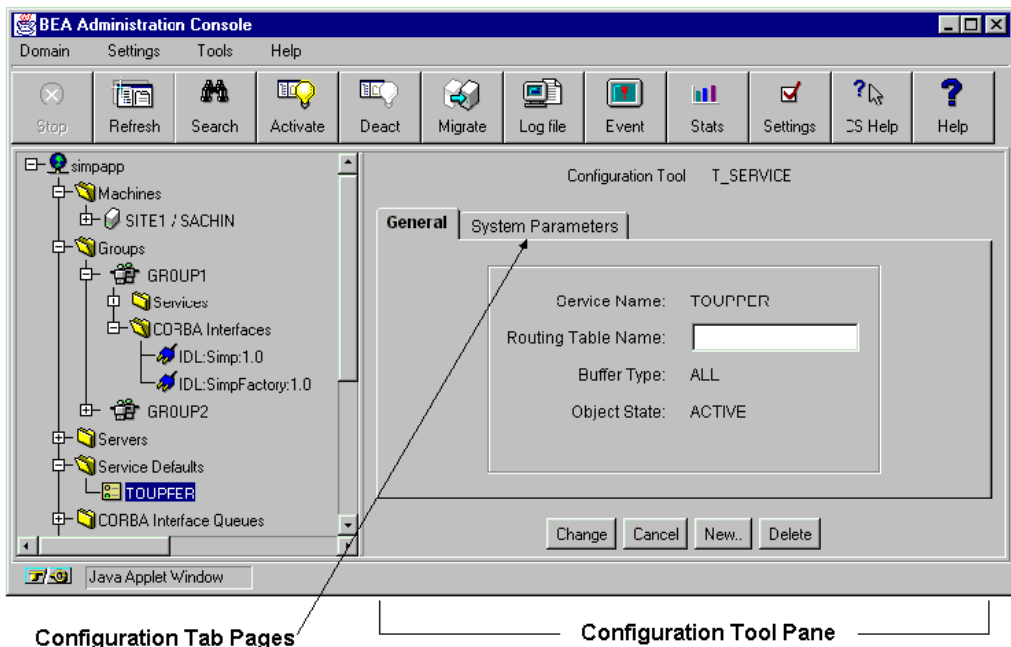 BEA Administration Console
Domain Settings Tools Help
Stop Refresh Search Activate Deact Migrate Log file Event Stats Settings CS Help Help
simpapp
Machines
SITE1 / SACHIN
Groups
GROUP1
Services
CORBA Interfaces
IDL:Simp:1.0
IDL:SimpFactory:1.0
GROUP2
Servers
Service Defaults
TOUPPER
CORBA Interface Queues
Configuration Tool T_SERVICE
General System Parameters
Service Name: TOUPPER
Routing Table Name:
Buffer Type: ALL
Object State: ACTIVE
Change Cancel New.. Delete
Java Applet Window
Configuration Tab Pages
Configuration Tool Pane